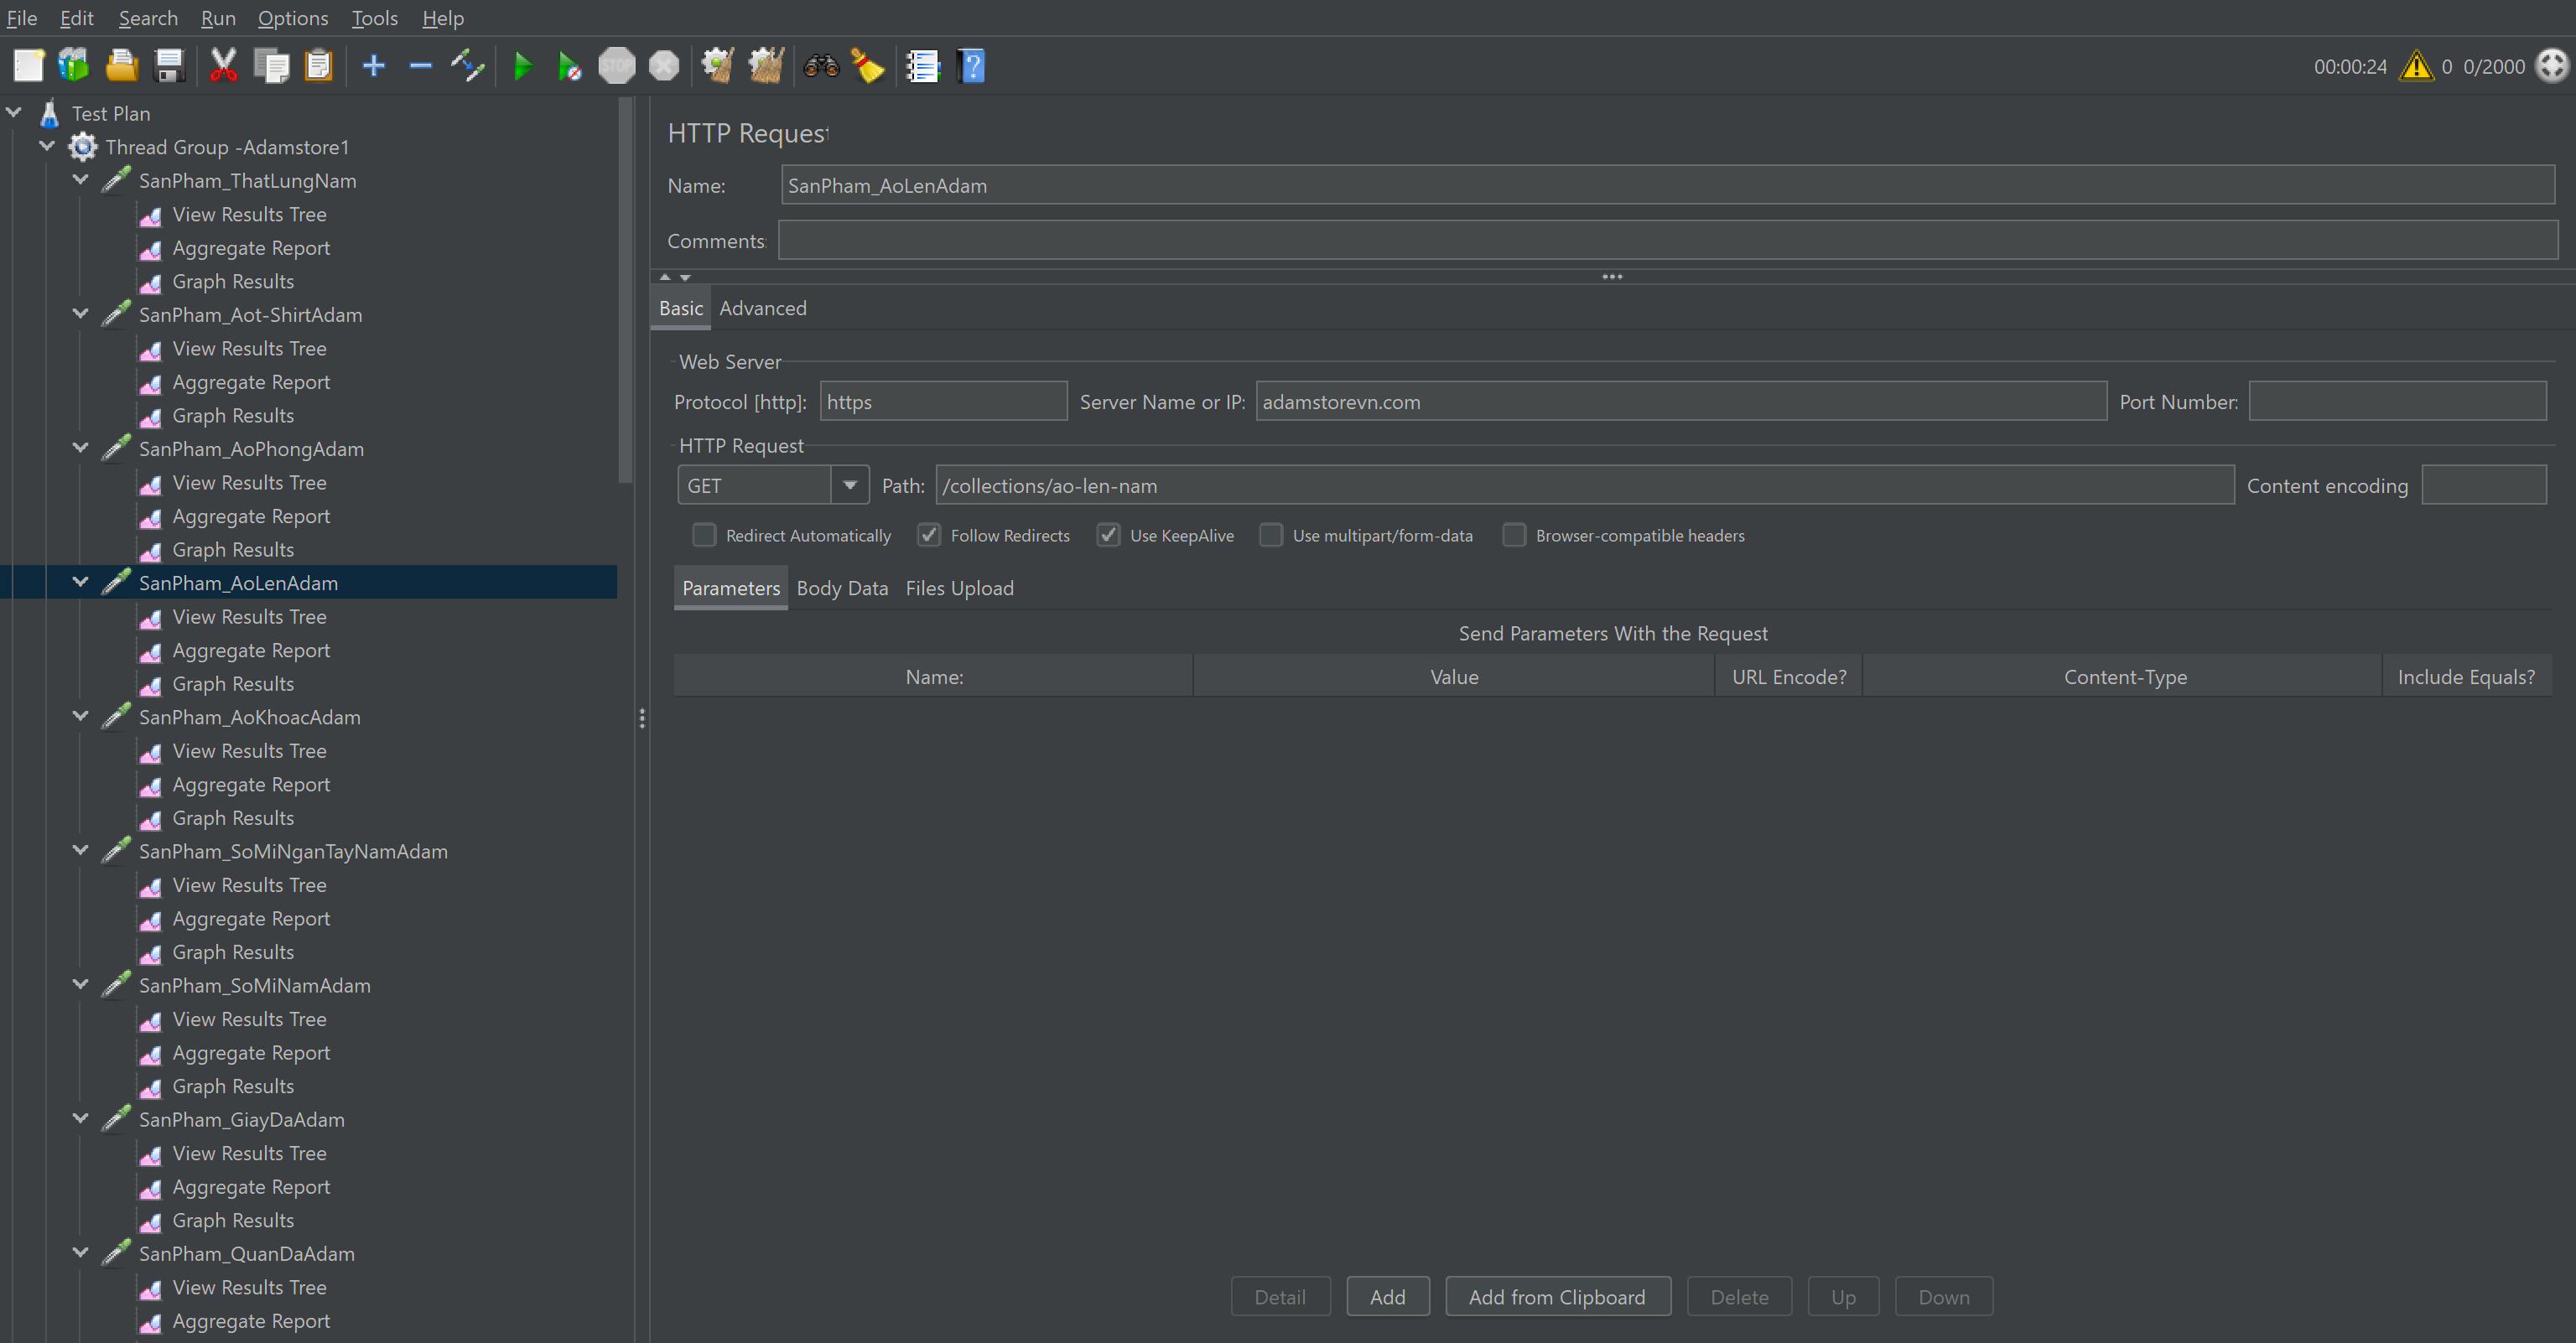 File Edit Search Run Options Tools Help
STOP
00:00:24 0 0/2000
Test Plan
Thread Group -Adamstore1
SanPham_ThatLungNam
View Results Tree
Aggregate Report
Graph Results
SanPham_Aot-ShirtAdam
View Results Tree
Aggregate Report
Graph Results
SanPham_AoPhongAdam
View Results Tree
Aggregate Report
Graph Results
SanPham_AoLenAdam
View Results Tree
Aggregate Report
Graph Results
SanPham_AoKhoacAdam
View Results Tree
Aggregate Report
Graph Results
SanPham_SoMiNganTayNamAdam
View Results Tree
Aggregate Report
Graph Results
SanPham_SoMiNamAdam
View Results Tree
Aggregate Report
Graph Results
SanPham_GiayDaAdam
View Results Tree
Aggregate Report
Graph Results
SanPham_QuanDaAdam
View Results Tree
Aggregate Report
HTTP Request
Name: SanPham_AoLenAdam
Comments:
Basic Advanced
Web Server
Protocol [http]: https Server Name or IP: adamstorevn.com Port Number:
HTTP Request
GET Path: /collections/ao-len-nam Content encoding
Redirect Automatically Follow Redirects Use KeepAlive Use multipart/form-data Browser-compatible headers
Parameters Body Data Files Upload
Send Parameters With the Request
Name: Value URL Encode? Content-Type Include Equals?
Detail Add Add from Clipboard Delete Up Down